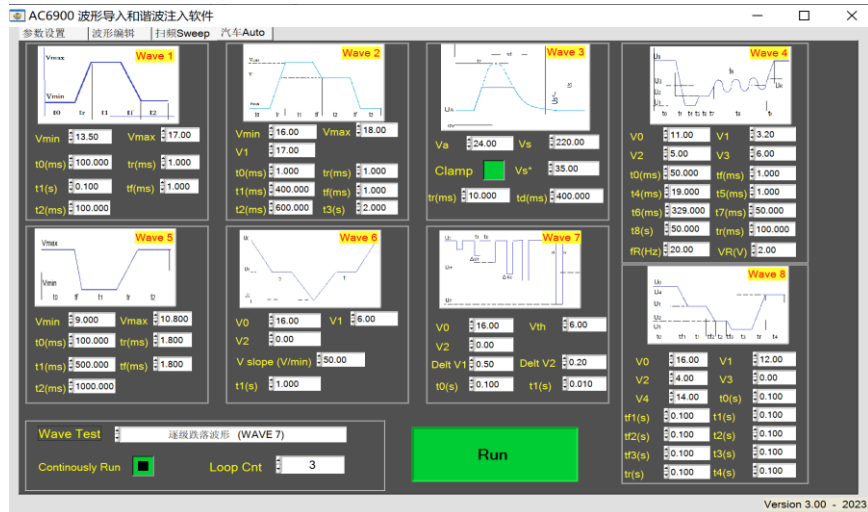 AC6900 波形导入和谐波注入软件
参数设置 波形编辑 扫频Sweep 汽车Auto
Wave 1
Vmax
Vmin
t0 tr t1 tf t2
Vmin 13.50 Vmax 17.00
t0(ms) 100.000 tr(ms) 1.000
t1(s) 0.100 tf(ms) 1.000
t2(ms) 100.000
Wave 2
Vmin 16.00 Vmax 18.00
V1 17.00
t0(ms) 1.000 tr(ms) 1.000
t1(ms) 400.000 tf(ms) 1.000
t2(ms) 600.000 t3(s) 2.000
Wave 3
Va 24.00 Vs 220.00
Clamp Vs* 35.00
tr(ms) 10.000 td(ms) 400.000
Wave 4
V0 11.00 V1 3.20
V2 5.00 V3 6.00
t0(ms) 50.000 tf(ms) 1.000
t4(ms) 19.000 t5(ms) 1.000
t6(ms) 329.000 t7(ms) 50.000
t8(s) 50.000 tr(ms) 100.000
fR(Hz) 20.00 VR(V) 2.00
Wave 5
Vmax
Vmin
t0 tf t1 tr t2
Vmin 9.000 Vmax 10.800
t0(ms) 100.000 tr(ms) 1.800
t1(ms) 500.000 tf(ms) 1.800
t2(ms) 1000.000
Wave 6
V0 16.00 V1 6.00
V2 0.00
V slope (V/min) 50.00
t1(s) 1.000
Wave 7
V0 16.00 Vth 6.00
V2 0.00
Delt V1 0.50 Delt V2 0.20
t0(s) 0.100 t1(s) 0.010
Wave 8
V0 16.00 V1 12.00
V2 4.00 V3 0.00
V4 14.00 t0(s) 0.100
tf1(s) 0.100 t1(s) 0.100
tf2(s) 0.100 t2(s) 0.100
tf3(s) 0.100 t3(s) 0.100
tr(s) 0.100 t4(s) 0.100
Wave Test 逐级跌落波形 (WAVE 7)
Continously Run Loop Cnt 3
Run
Version 3.00 - 2023